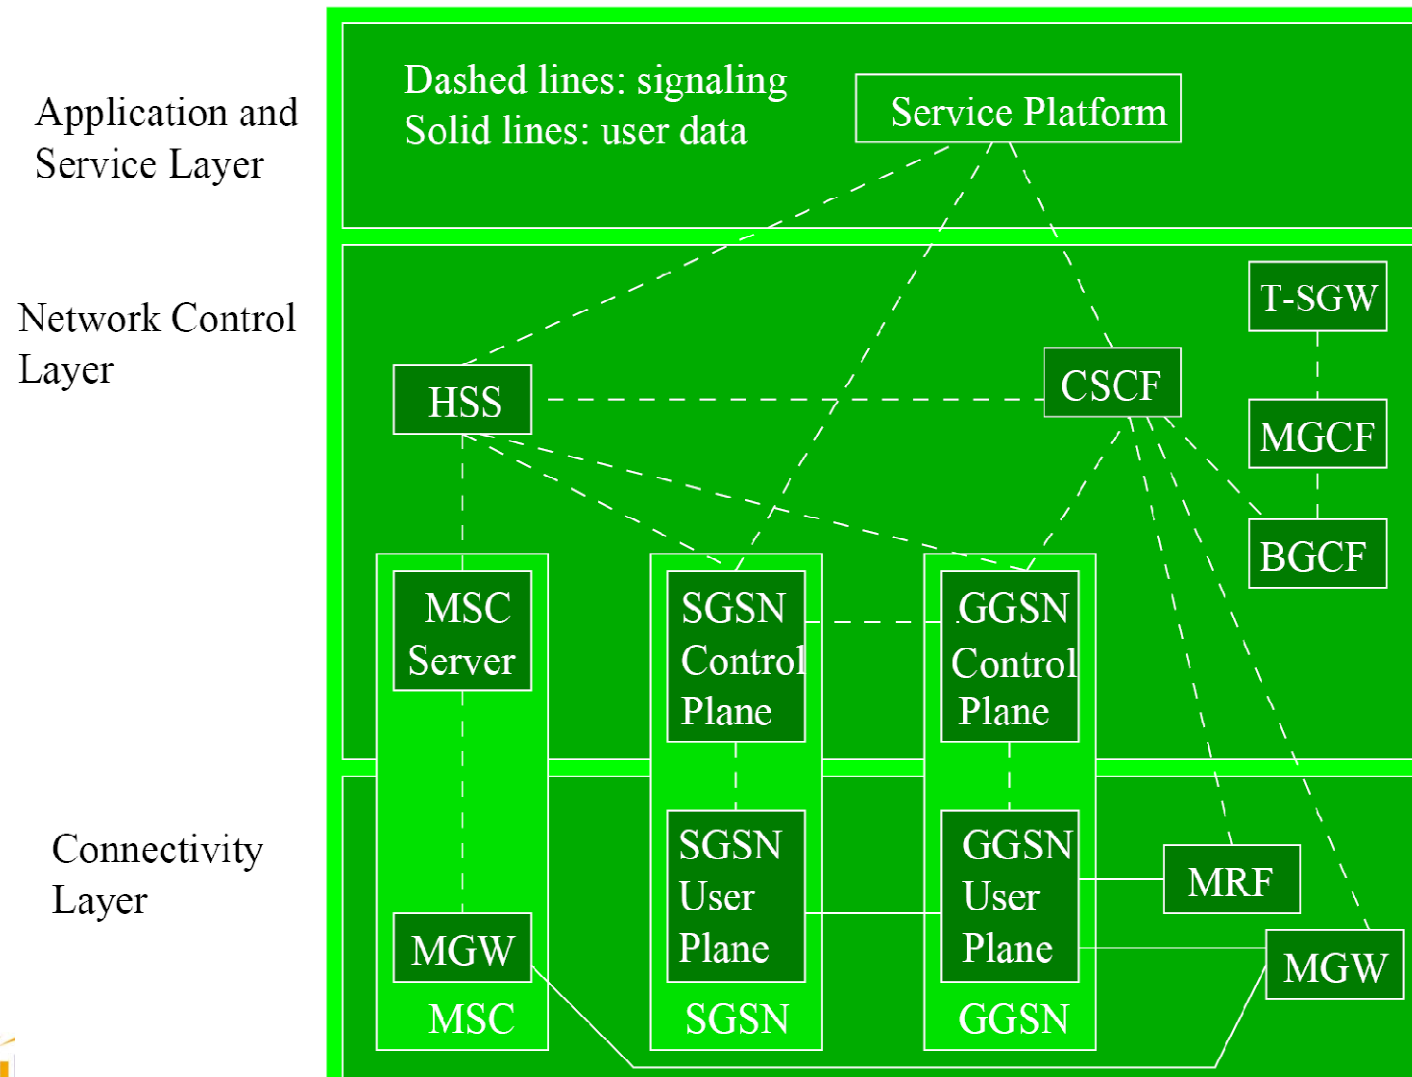 Application and
Service Layer
Dashed lines: signaling
Solid lines: user data
Service Platform
Network Control
Layer
T-SGW
HSS
CSCF
MGCF
BGCF
MSC
Server
SGSN
Control
Plane
GGSN
Control
Plane
Connectivity
Layer
SGSN
User
Plane
GGSN
User
Plane
MRF
MGW
MGW
MSC
SGSN
GGSN